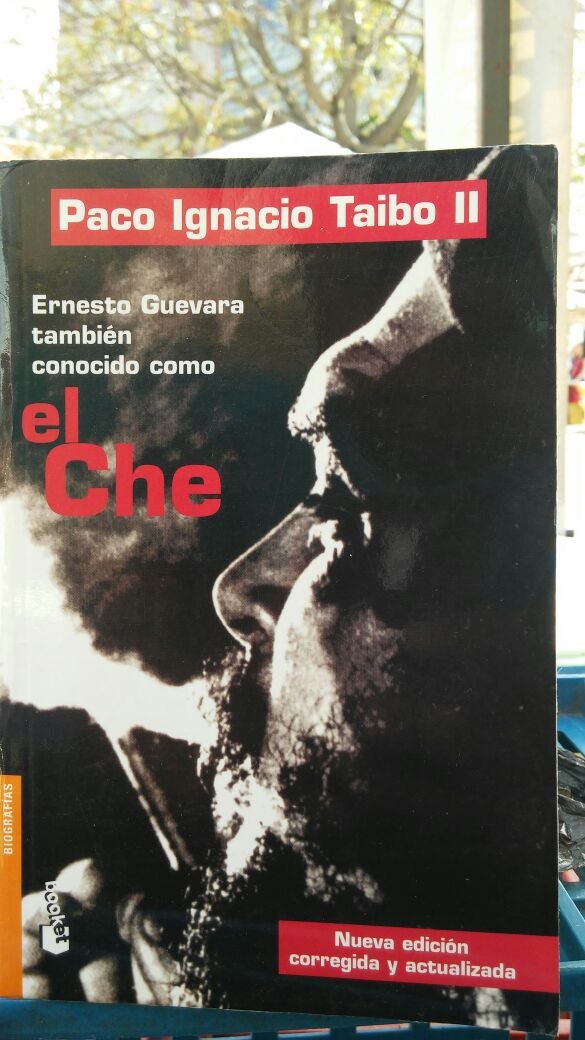 Paco Ignacio Taibo II
Ernesto Guevara
también
conocido como
el
Che
BIOGRAFÍAS
booket
Nueva edición
corregida y actualizada